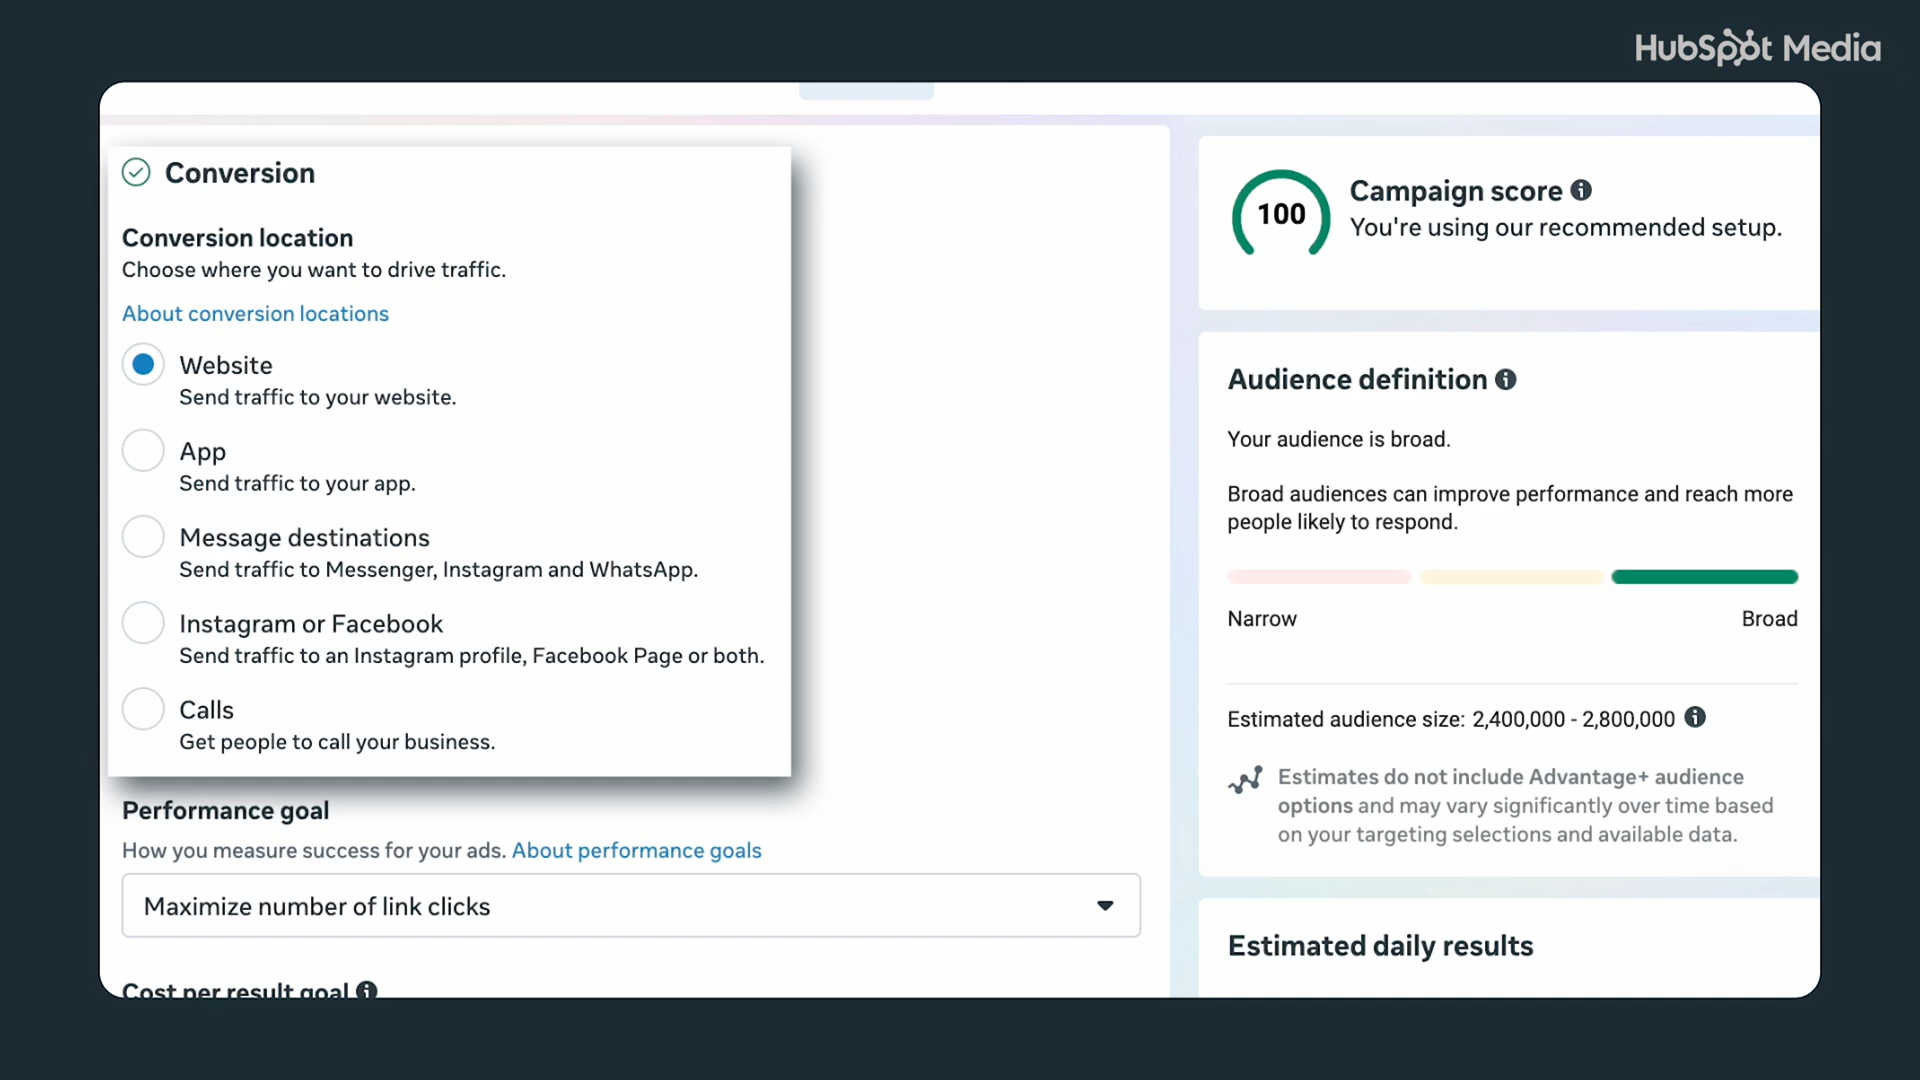 HubSpot Media
Conversion
Conversion location
Choose where you want to drive traffic.
About conversion locations
Website
Send traffic to your website.
App
Send traffic to your app.
Message destinations
Send traffic to Messenger, Instagram and WhatsApp.
Instagram or Facebook
Send traffic to an Instagram profile, Facebook Page or both.
Calls
Get people to call your business.
Performance goal
How you measure success for your ads. About performance goals
Maximize number of link clicks
Cost per result goal
100
Campaign score
You're using our recommended setup.
Audience definition
Your audience is broad.
Broad audiences can improve performance and reach more
people likely to respond.
Narrow
Broad
Estimated audience size: 2,400,000 - 2,800,000
Estimates do not include Advantage+ audience
options and may vary significantly over time based
on your targeting selections and available data.
Estimated daily results